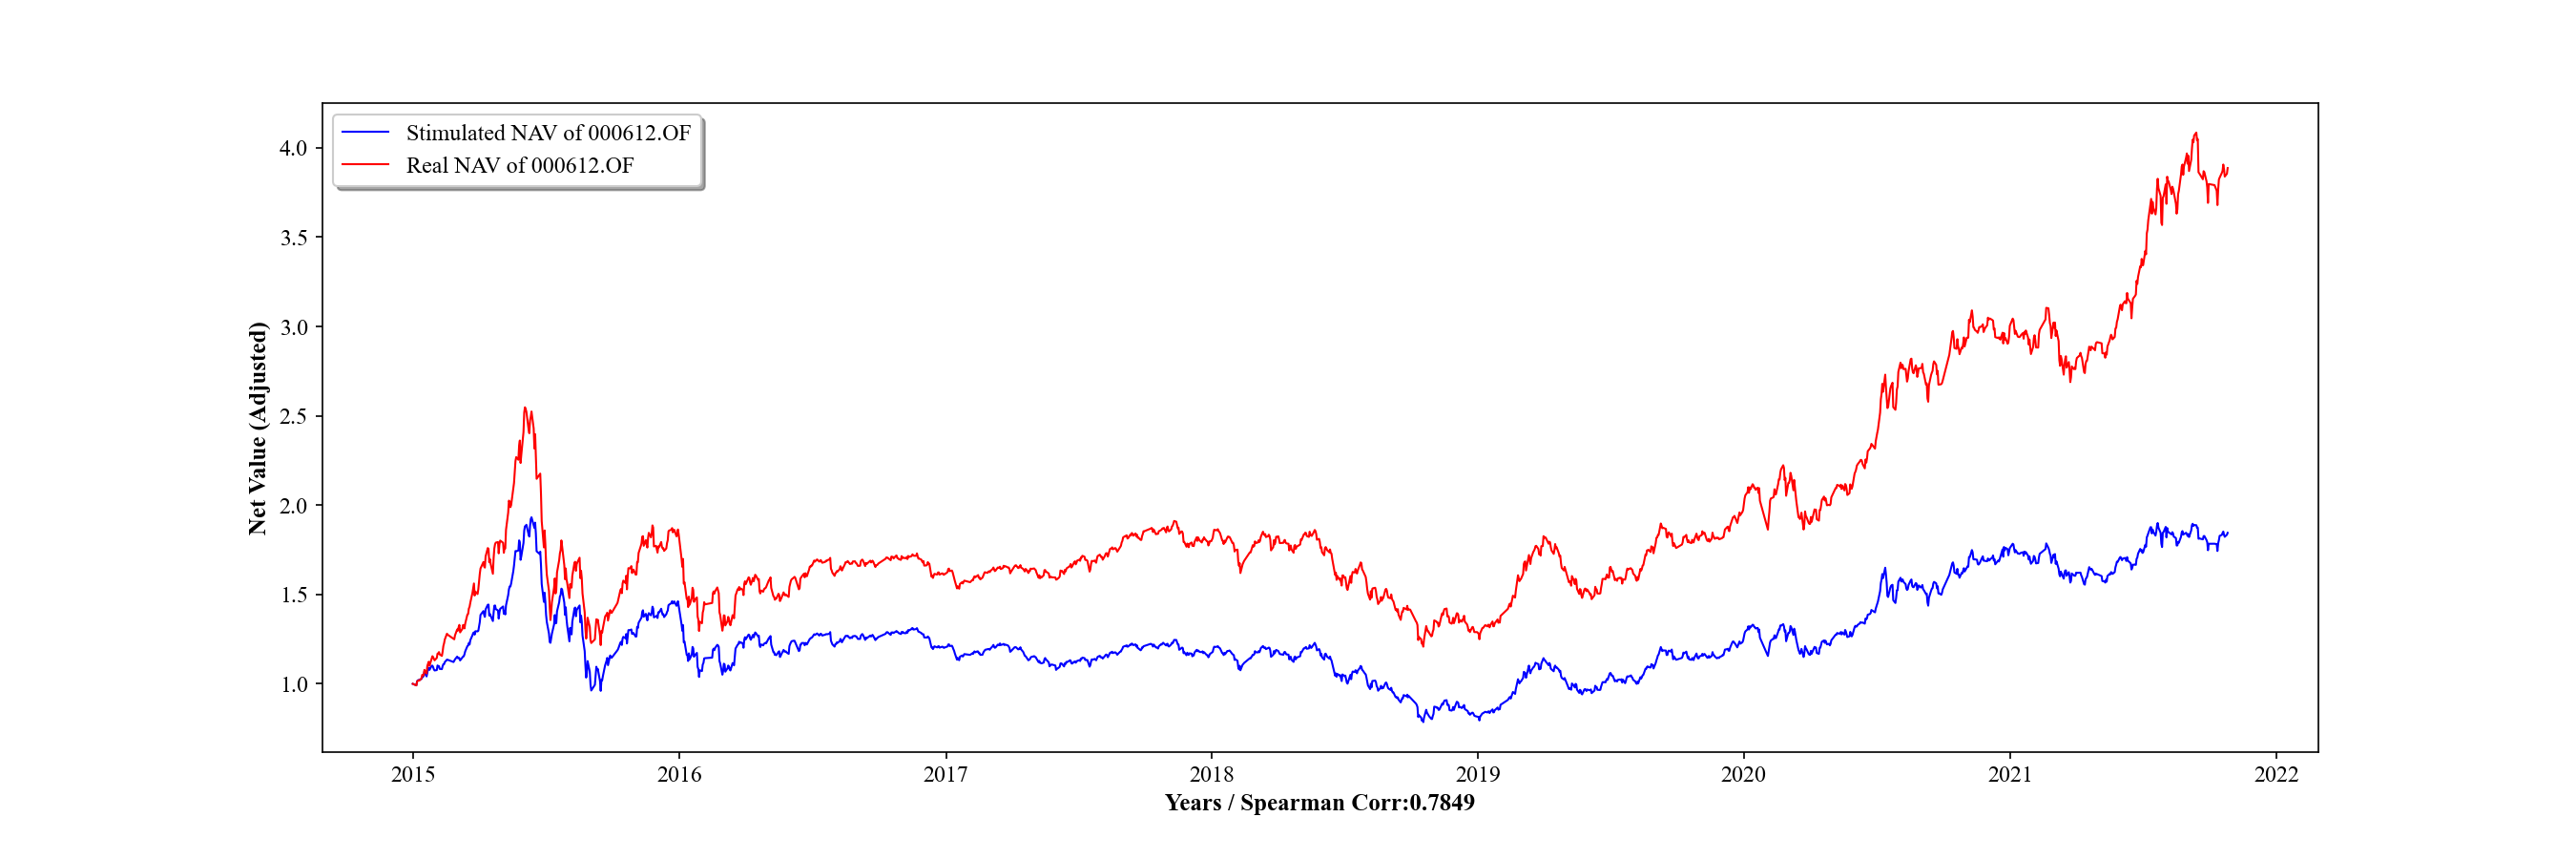 Stimulated NAV of 000612.OF
Real NAV of 000612.OF
Net Value (Adjusted)
4.0
3.5
3.0
2.5
2.0
1.5
1.0
2015 2016 2017 2018 2019 2020 2021 2022
Years / Spearman Corr:0.7849